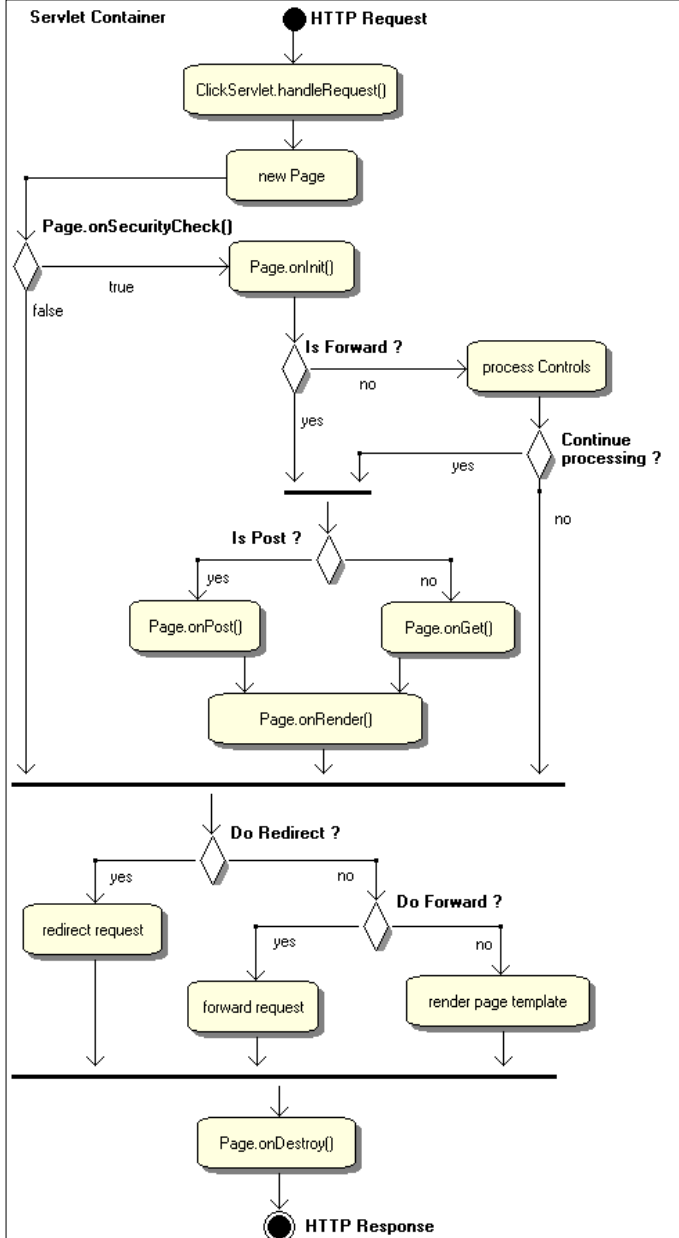 Servlet Container
HTTP Request
ClickServlet.handleRequest()
new Page
Page.onSecurityCheck()
Page.onInit()
true
false
Is Forward ?
process Controls
no
yes
Continue
processing ?
yes
no
Is Post ?
yes
no
Page.onPost()
Page.onGet()
Page.onRender()
Do Redirect ?
yes
no
Do Forward ?
redirect request
yes
no
forward request
render page template
Page.onDestroy()
HTTP Response